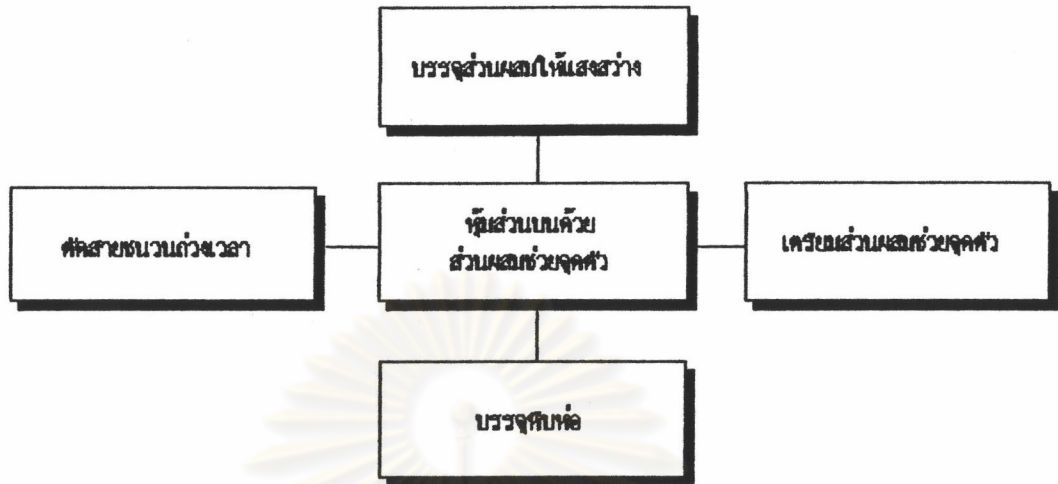 บรรจุส่วนผสมให้แสงสว่าง
ตัดสายชนวนถ่วงเวลา
หุ้มส่วนบนด้วย
ส่วนผสมช่วยจุดตัว
เตรียมส่วนผสมช่วยจุดตัว
บรรจุหีบห่อ